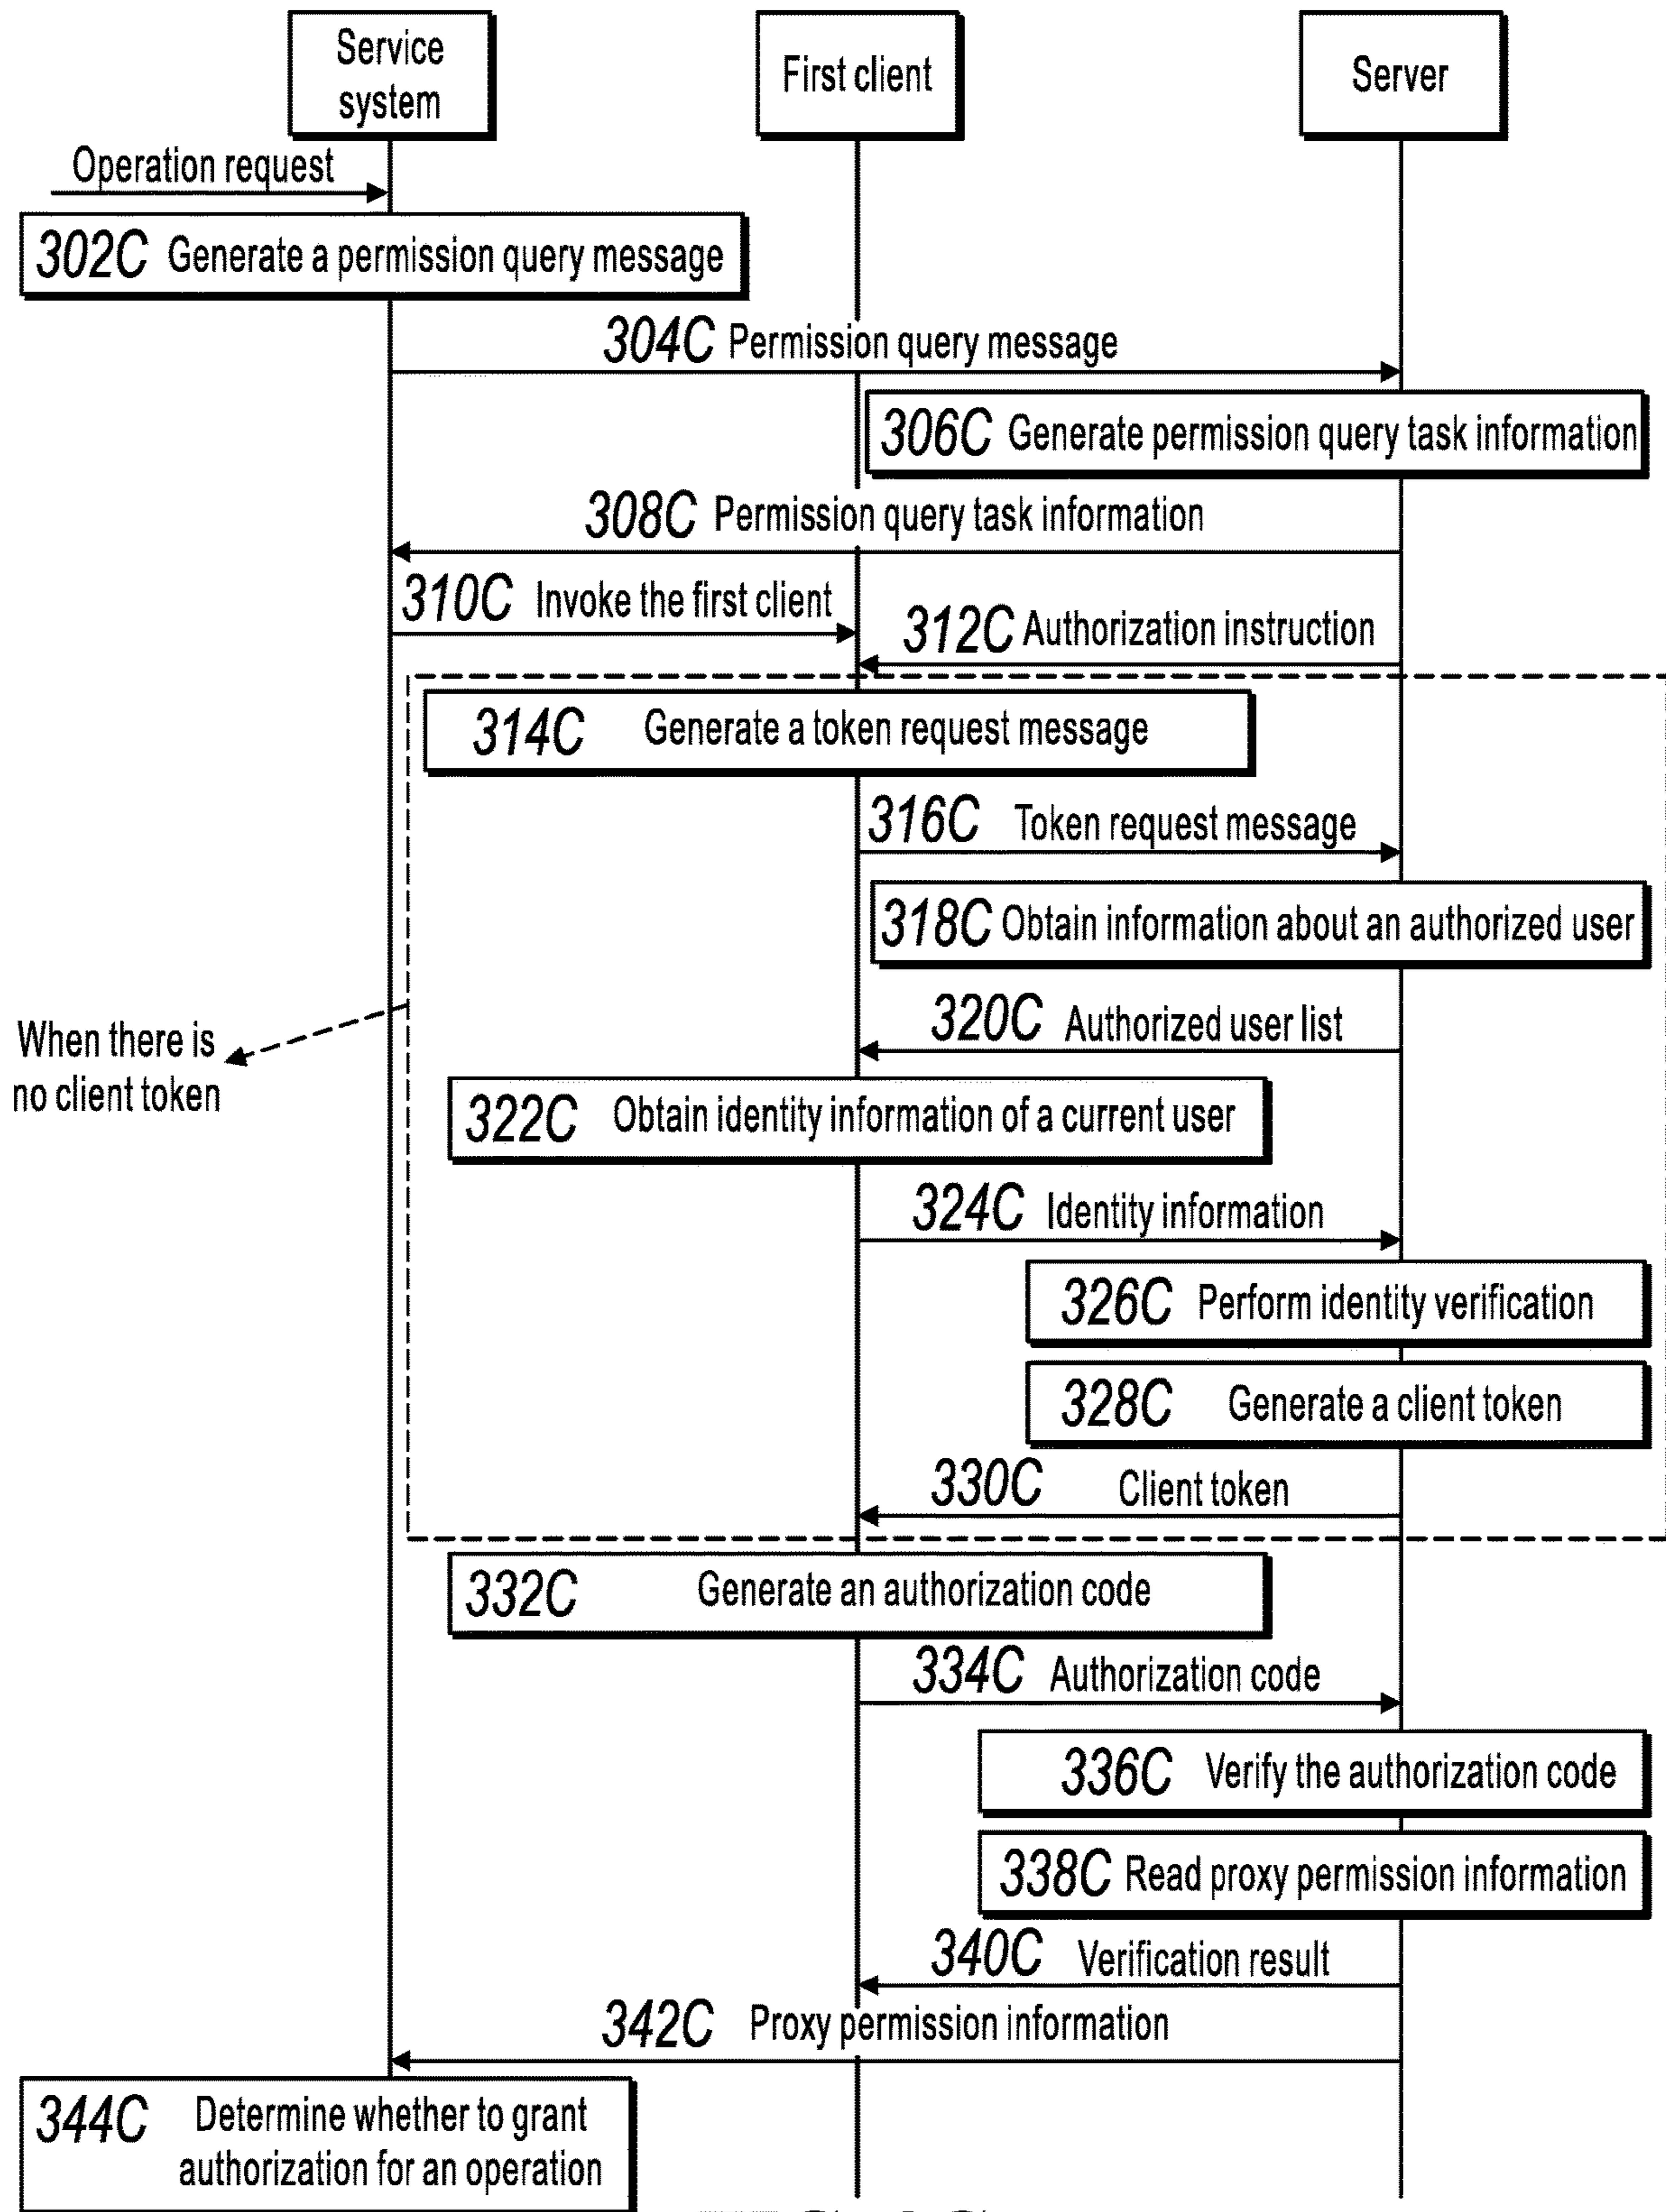 Service
system
First client
Server
Operation request
302C Generate a permission query message
304C Permission query message
306C Generate permission query task information
308C Permission query task information
310C Invoke the first client
312C Authorization instruction
314C Generate a token request message
316C Token request message
318C Obtain information about an authorized user
320C Authorized user list
When there is
no client token
322C Obtain identity information of a current user
324C Identity information
326C Perform identity verification
328C Generate a client token
330C Client token
332C Generate an authorization code
334C Authorization code
336C Verify the authorization code
338C Read proxy permission information
340C Verification result
342C Proxy permission information
344C Determine whether to grant
authorization for an operation